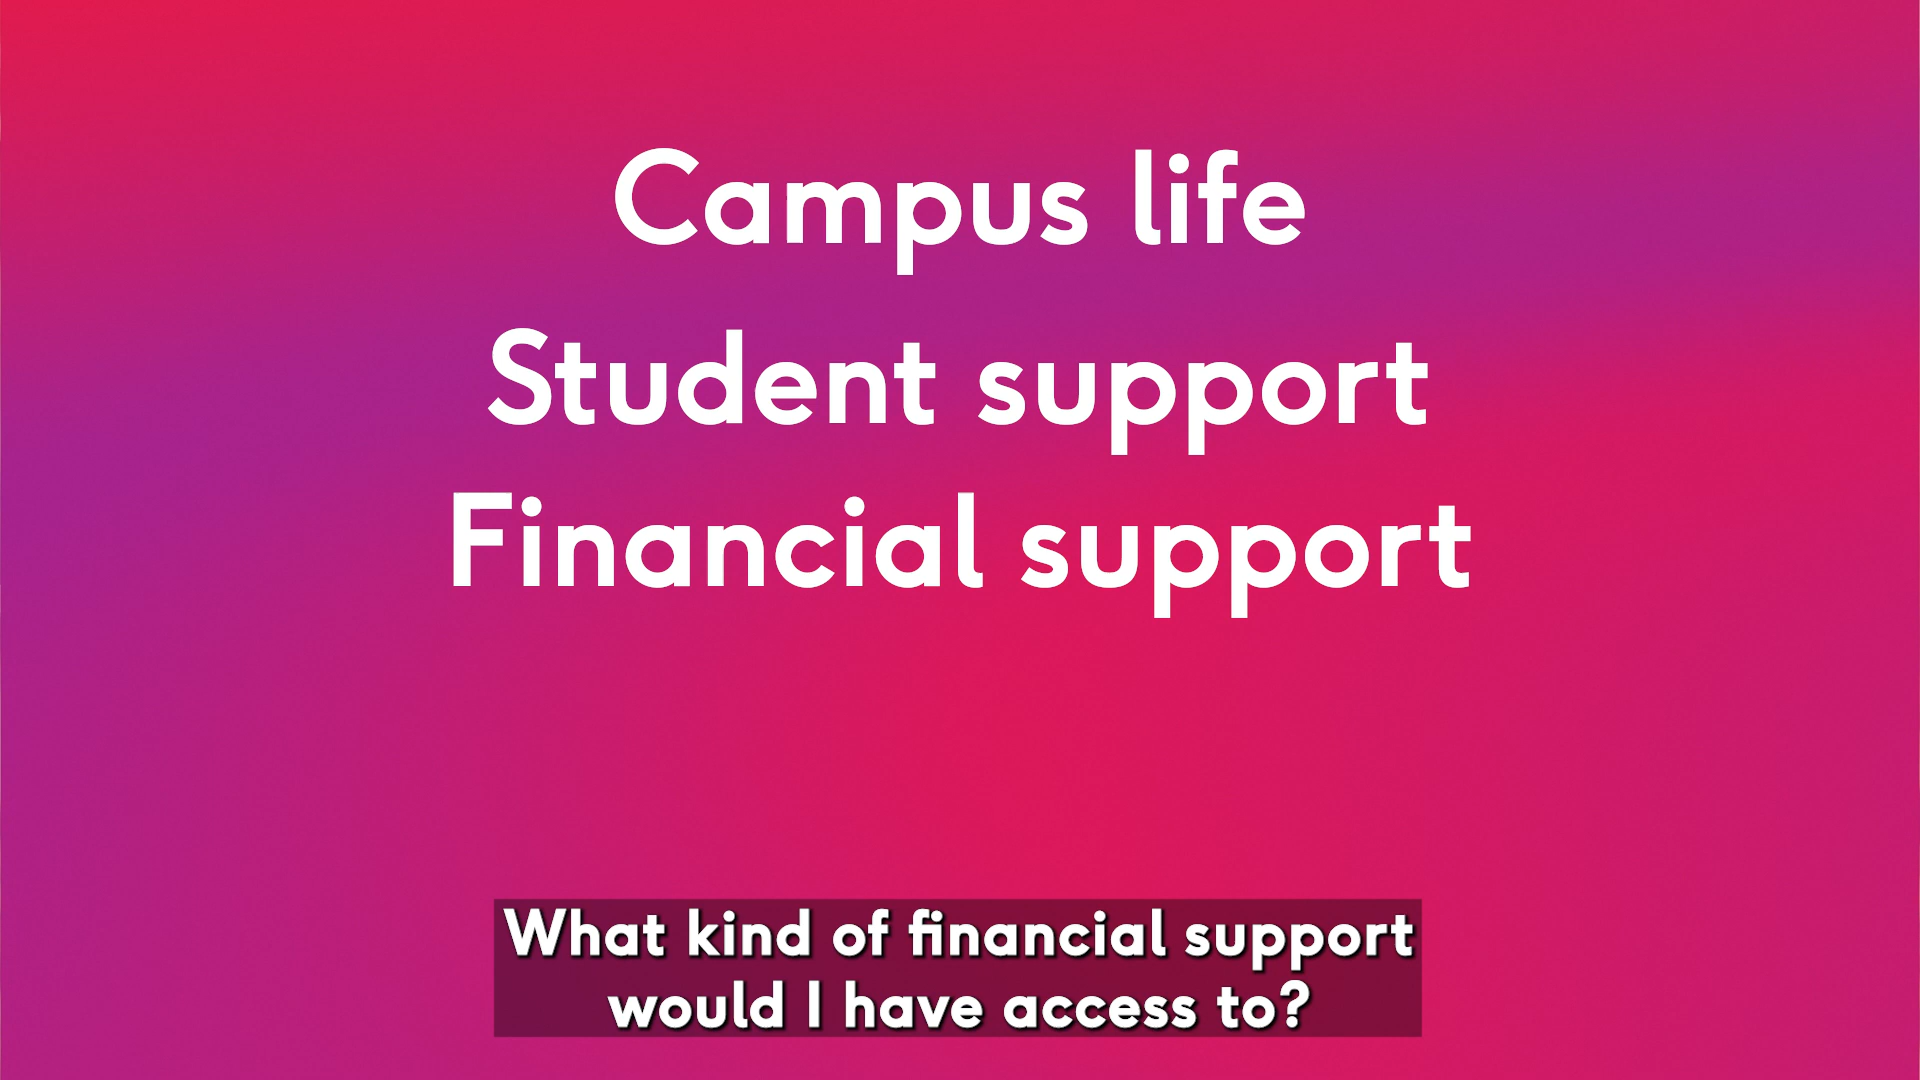 Campus life
Student support
Financial support
What kind of financial support
would I have access to?